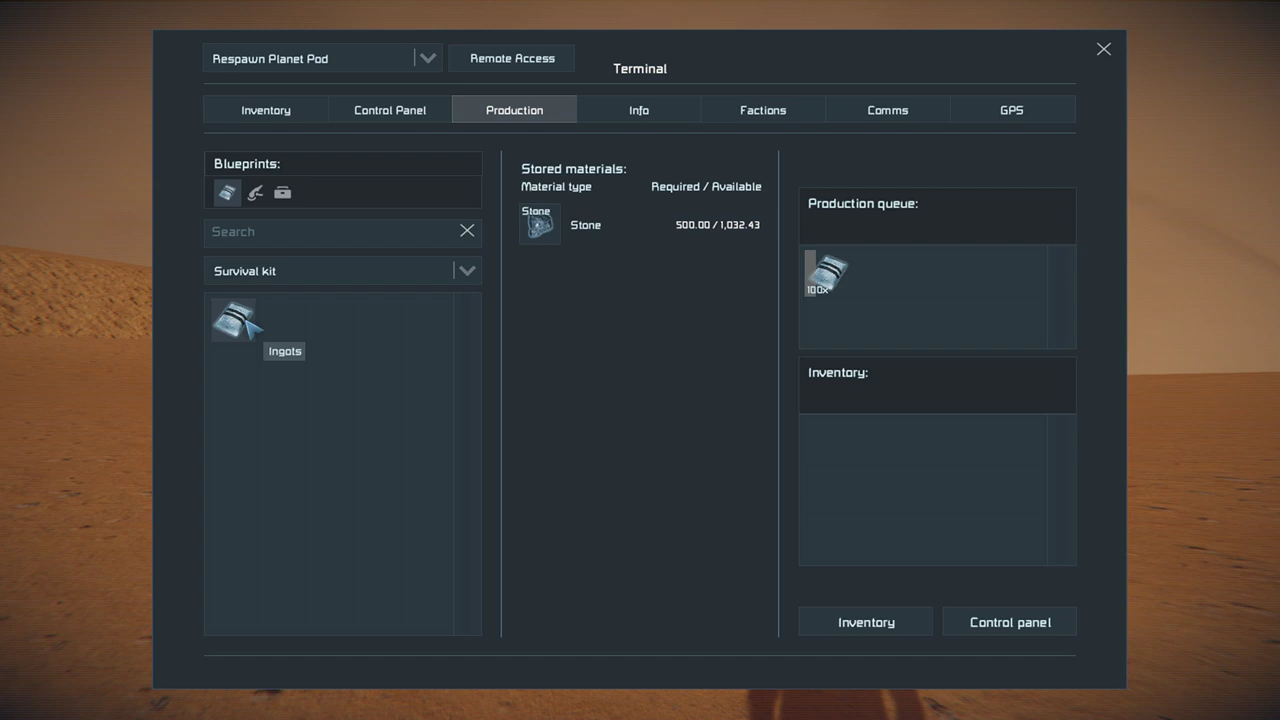 Respawn Planet Pod
Remote Access
Terminal
Inventory
Control Panel
Production
Info
Factions
Comms
GPS
Blueprints:
Search
Survival kit
Ingots
Stored materials:
Material type Required / Available
Stone
Stone 500.00 / 1,032.43
Production queue:
100x
Inventory:
Inventory
Control panel